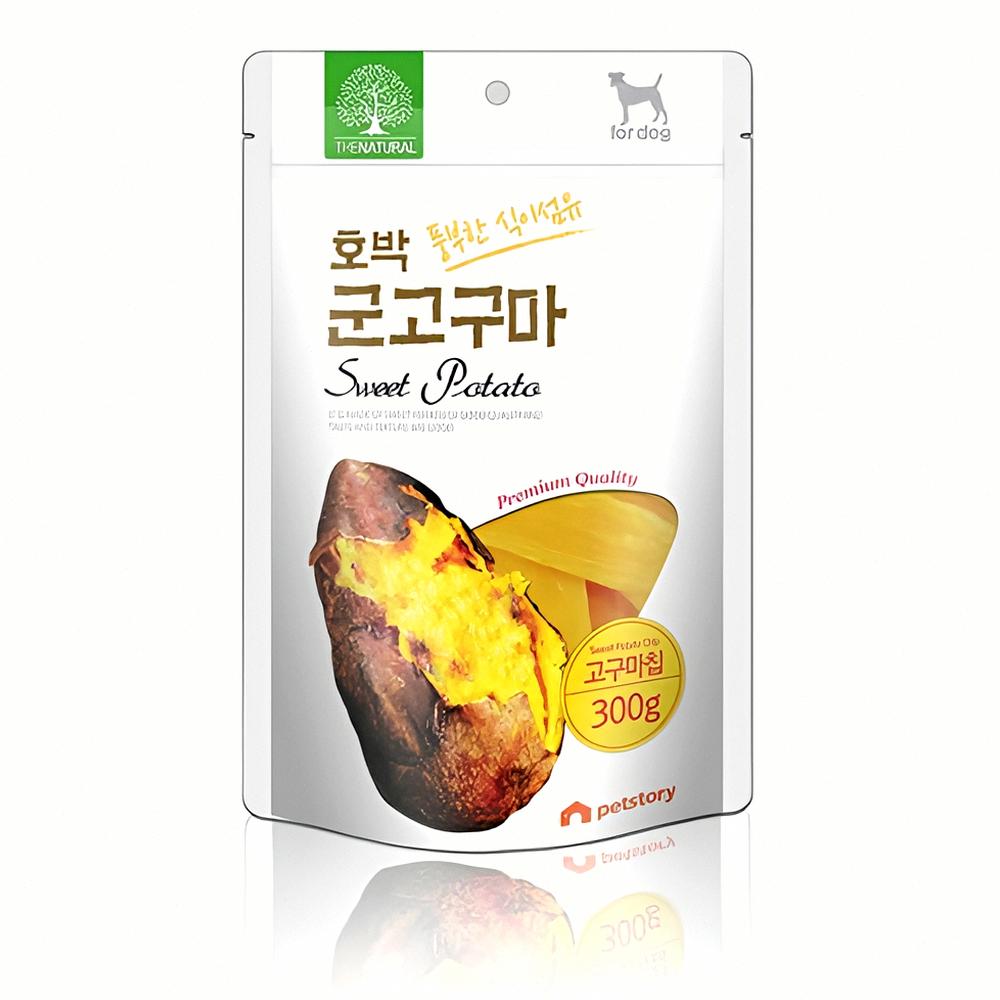 THENATURAL
for dog
풍부한 식이섬유
호박
군고구마
Sweet Potato
Premium Quality
고구마칩
300g
petstory